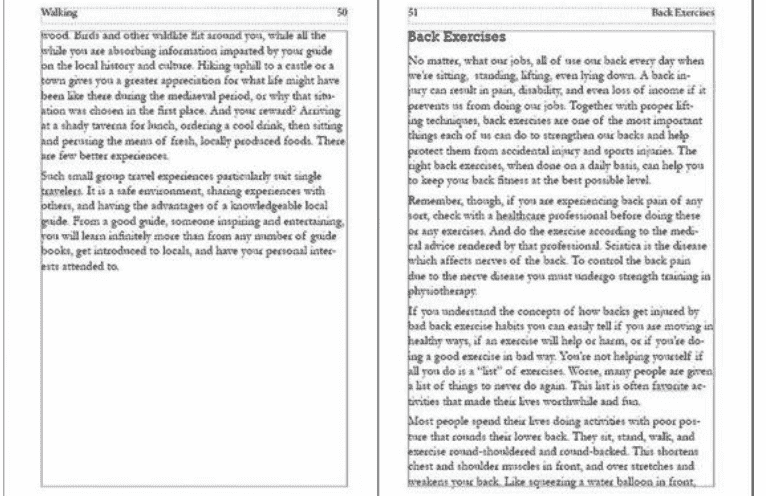 Walking 50
wood. Birds and other wildlife flit around you, while all the
while you are absorbing information imparted by your guide
on the local history and culture. Hiking uphill to a castle or a
town gives you a greater appreciation for what life might have
been like there during the mediaeval period, or why that situ-
ation was chosen in the first place. And your reward? Arriving
at a shady taverna for lunch, ordering a cool drink, then sitting
and perusing the menu of fresh, locally produced foods. There
are few better experiences.
Such small group travel experiences particularly suit single
travelers. It is a safe environment, sharing experiences with
others, and having the advantages of a knowledgeable local
guide. From a good guide, someone inspiring and entertaining,
you will learn infinitely more than from any number of guide
books, get introduced to locals, and have your personal inter-
ests attended to.
51 Back Exercises
Back Exercises
No matter, what our jobs, all of use our back every day when
we're sitting, standing, lifting, even lying down. A back in-
jury can result in pain, disability, and even loss of income if it
prevents us from doing our jobs. Together with proper lift-
ing techniques, back exercises are one of the most important
things each of us can do to strengthen our backs and help
protect them from accidental injury and sports injuries. The
right back exercises, when done on a daily basis, can help you
to keep your back fitness at the best possible level.
Remember, though, if you are experiencing back pain of any
sort, check with a healthcare professional before doing these
or any exercises. And do the exercise according to the medi-
cal advice rendered by that professional. Sciatica is the disease
which affects nerves of the back. To control the back pain
due to the nerve disease you must undergo strength training in
physiotherapy.
If you understand the concepts of how backs get injured by
bad back exercise habits you can easily tell if you are moving in
healthy ways, if an exercise will help or harm, or if you're do-
ing a good exercise in bad way. You're not helping yourself if
all you do is a "list" of exercises. Worse, many people are given
a list of things to never do again. This list is often favorite ac-
tivities that made their lives worthwhile and fun.
Most people spend their lives doing activities with poor pos-
ture that rounds their lower back. They sit, stand, walk, and
exercise round-shouldered and round-backed. This shortens
chest and shoulder muscles in front, and over stretches and
weakens your back. Like squeezing a water balloon in front,